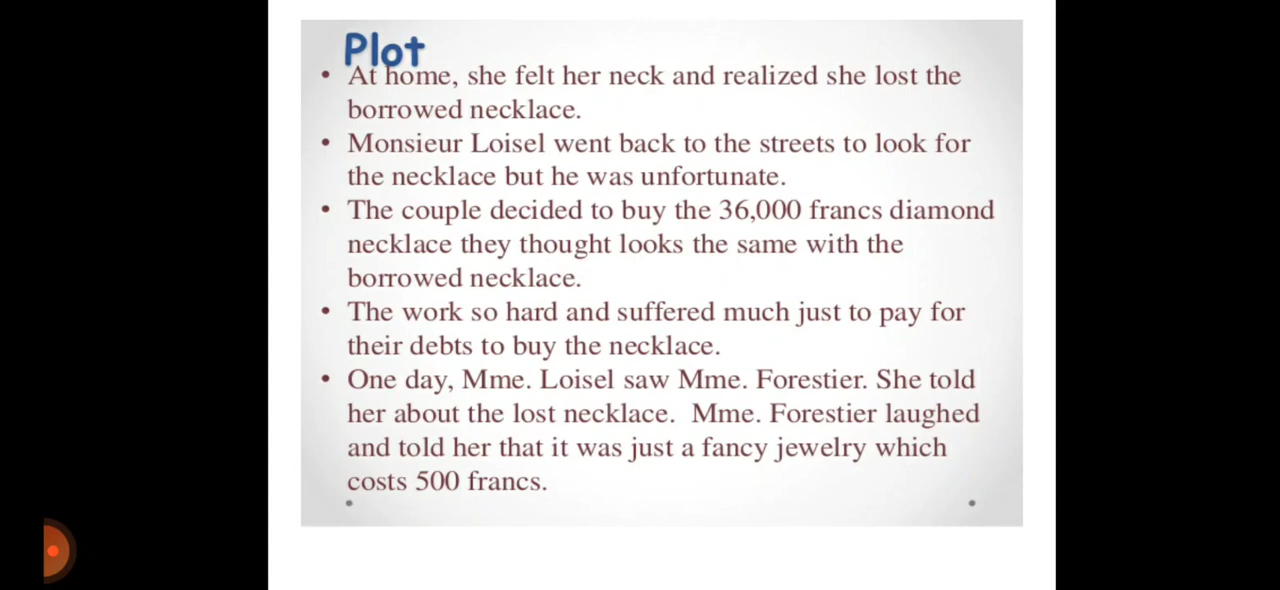 Plot
• At home, she felt her neck and realized she lost the
borrowed necklace.
• Monsieur Loisel went back to the streets to look for
the necklace but he was unfortunate.
• The couple decided to buy the 36,000 francs diamond
necklace they thought looks the same with the
borrowed necklace.
• The work so hard and suffered much just to pay for
their debts to buy the necklace.
• One day, Mme. Loisel saw Mme. Forestier. She told
her about the lost necklace.  Mme. Forestier laughed
and told her that it was just a fancy jewelry which
costs 500 francs.